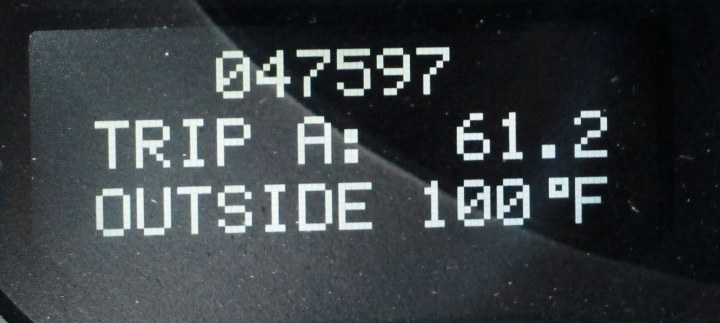 047597
TRIP A: 61.2
OUTSIDE 100°F